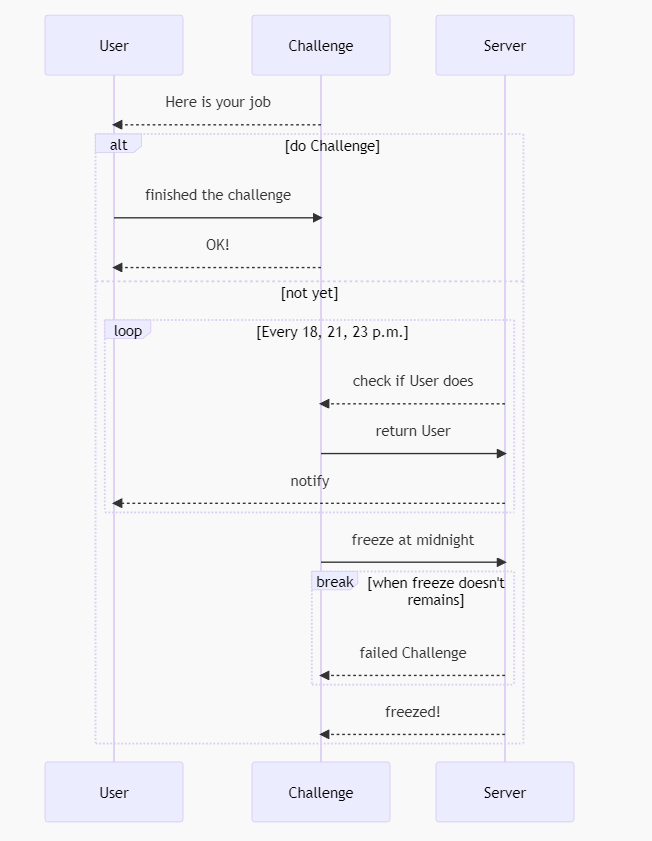 User
Challenge
Server
Here is your job
alt
[do Challenge]
finished the challenge
OK!
[not yet]
loop
[Every 18, 21, 23 p.m.]
check if User does
return User
notify
freeze at midnight
break
[when freeze doesn't
remains]
failed Challenge
freezed!
User
Challenge
Server